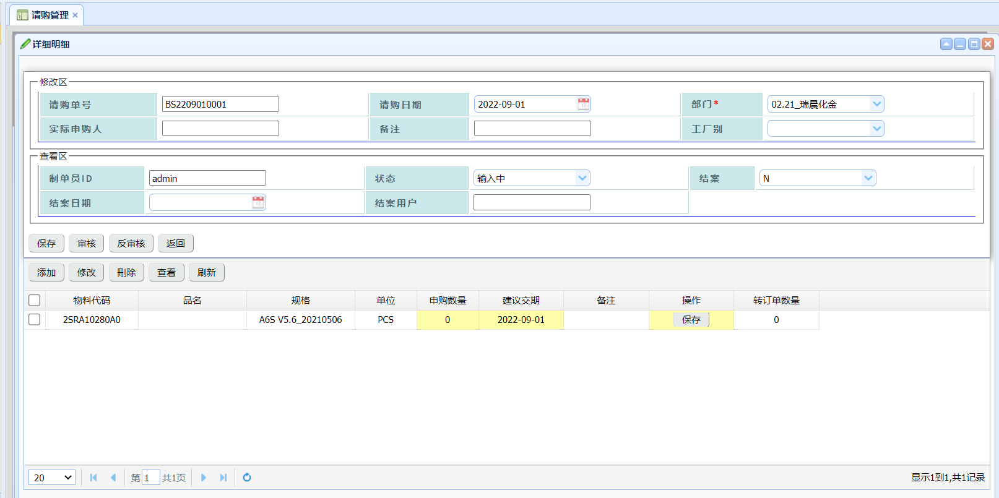 请购管理
详细明细
修改区
请购单号 BS2209010001 请购日期 2022-09-01 部门* 02.21_瑞晨化金
实际申购人 备注 工厂别
查看区
制单员ID admin 状态 输入中 结案 N
结案日期 结案用户
保存 审核 反审核 返回
添加 修改 删除 查看 刷新
物料代码 品名 规格 单位 申购数量 建议交期 备注 操作 转订单数量
2SRA10280A0 A6S V5.6_20210506 PCS 0 2022-09-01 保存 0
20 第 1 共1页 显示1到1,共1记录